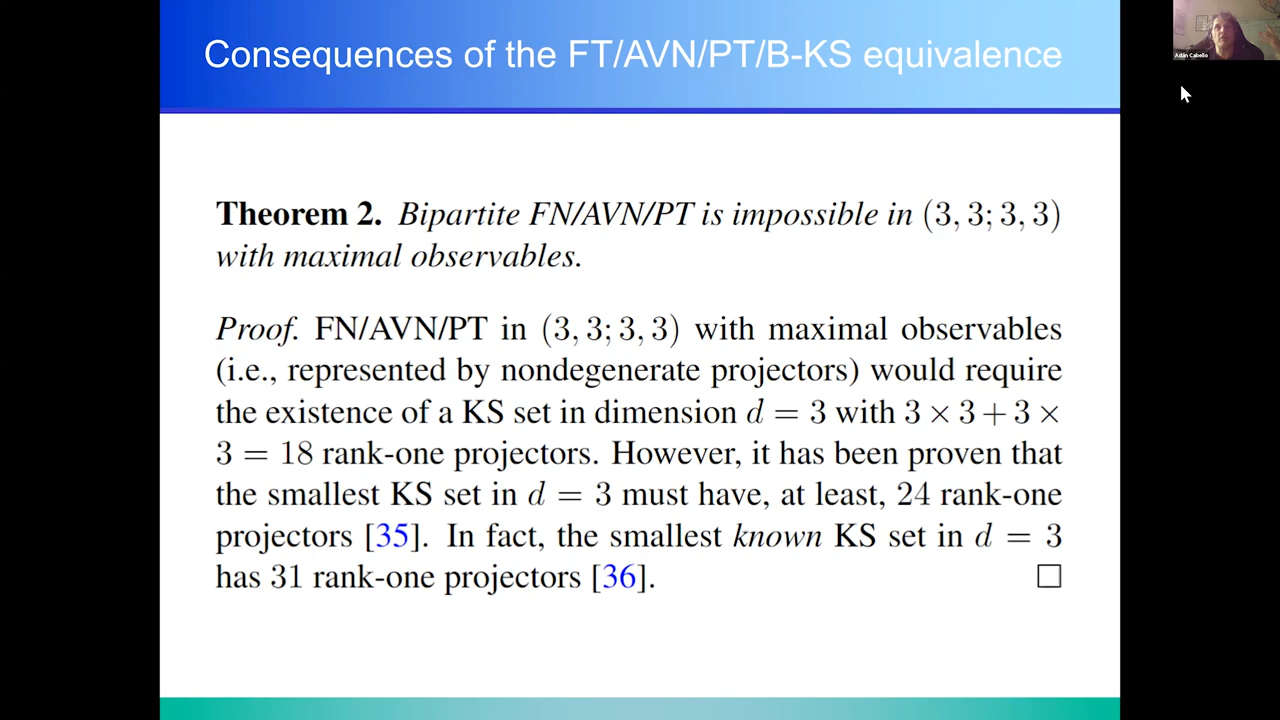 Consequences of the FT/AVN/PT/B-KS equivalence
Adán Cabello
Theorem 2. Bipartite FN/AVN/PT is impossible in (3, 3; 3, 3)
with maximal observables.
Proof. FN/AVN/PT in (3, 3; 3, 3) with maximal observables
(i.e., represented by nondegenerate projectors) would require
the existence of a KS set in dimension d = 3 with 3 × 3 + 3 ×
3 = 18 rank-one projectors. However, it has been proven that
the smallest KS set in d = 3 must have, at least, 24 rank-one
projectors [35]. In fact, the smallest known KS set in d = 3
has 31 rank-one projectors [36]. □